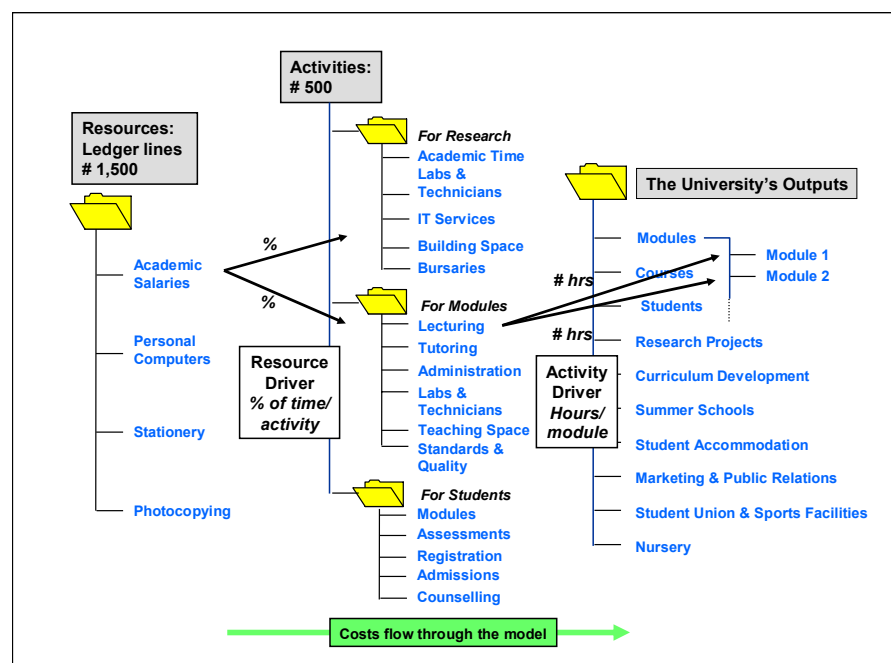 Resources:
Ledger lines
# 1,500
Academic
Salaries
Personal
Computers
Stationery
Photocopying
Activities:
# 500
%
%
Resource
Driver
% of time/
activity
For Research
Academic Time
Labs &
Technicians
IT Services
Building Space
Bursaries
For Modules
Lecturing
Tutoring
Administration
Labs &
Technicians
Teaching Space
Standards &
Quality
For Students
Modules
Assessments
Registration
Admissions
Counselling
# hrs
# hrs
Activity
Driver
Hours/
module
The University’s Outputs
Modules
Module 1
Module 2
Courses
Students
Research Projects
Curriculum Development
Summer Schools
Student Accommodation
Marketing & Public Relations
Student Union & Sports Facilities
Nursery
Costs flow through the model